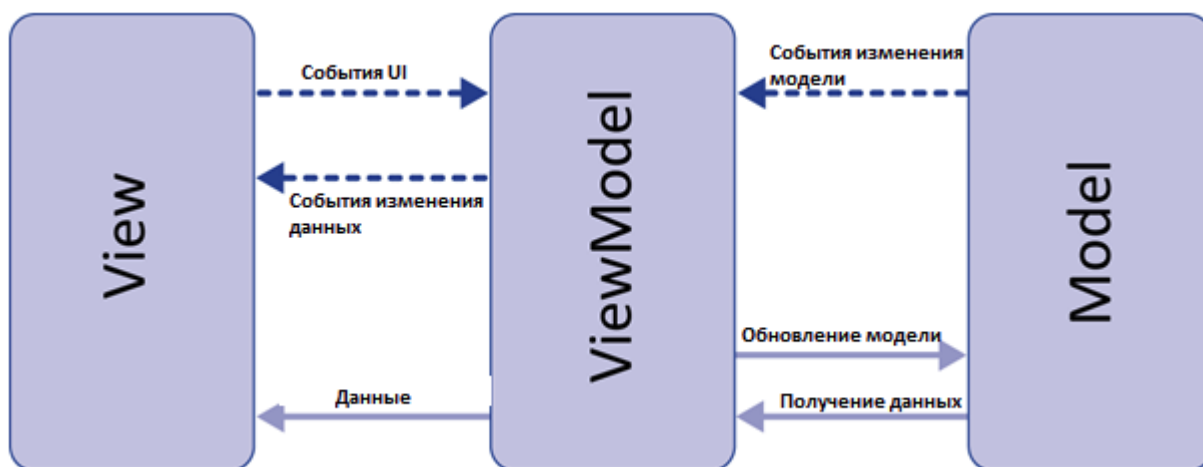 View
События UI
События изменения
данных
Данные
ViewModel
События изменения
модели
Обновление модели
Получение данных
Model